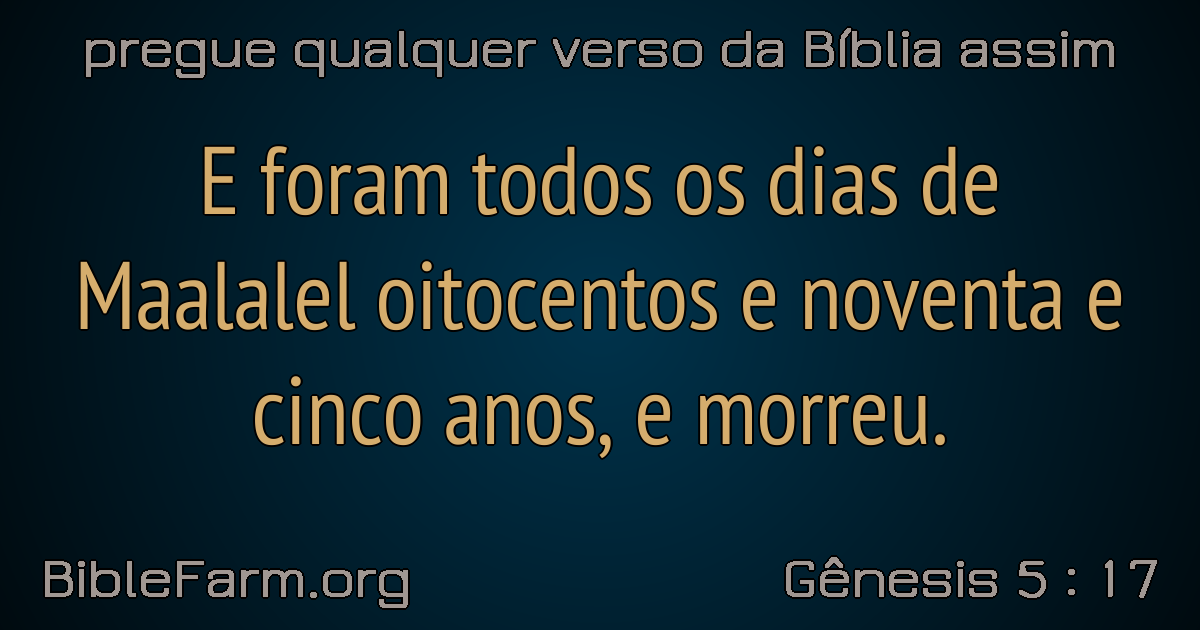 pregue qualquer verso da Bíblia assim
E foram todos os dias de
Maalalel oitocentos e noventa e
cinco anos, e morreu.
BibleFarm.org
Gênesis 5 : 17